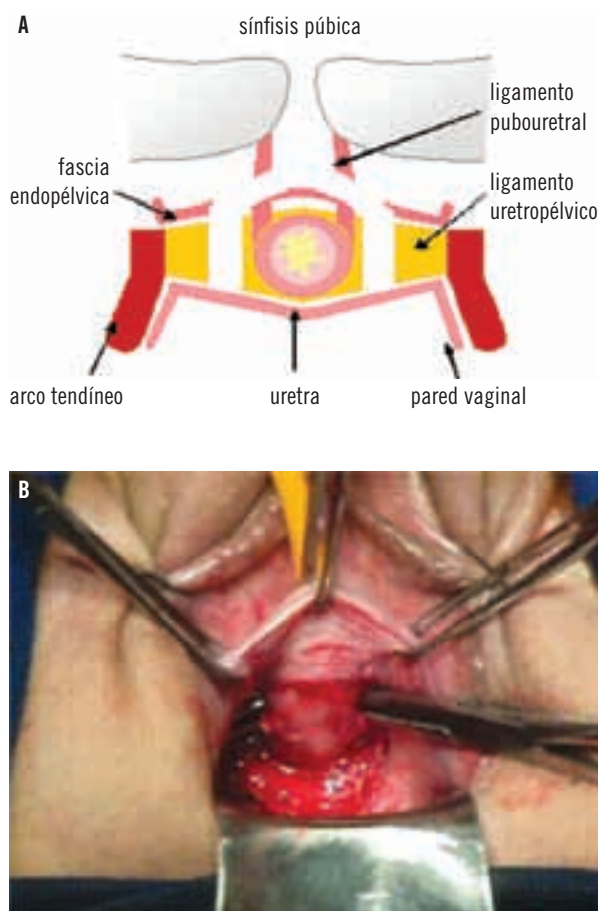 A
sínfisis púbica
ligamento
pubouretral
fascia
endopélvica
ligamento
uretropélvico
arco tendíneo
uretra
pared vaginal
B